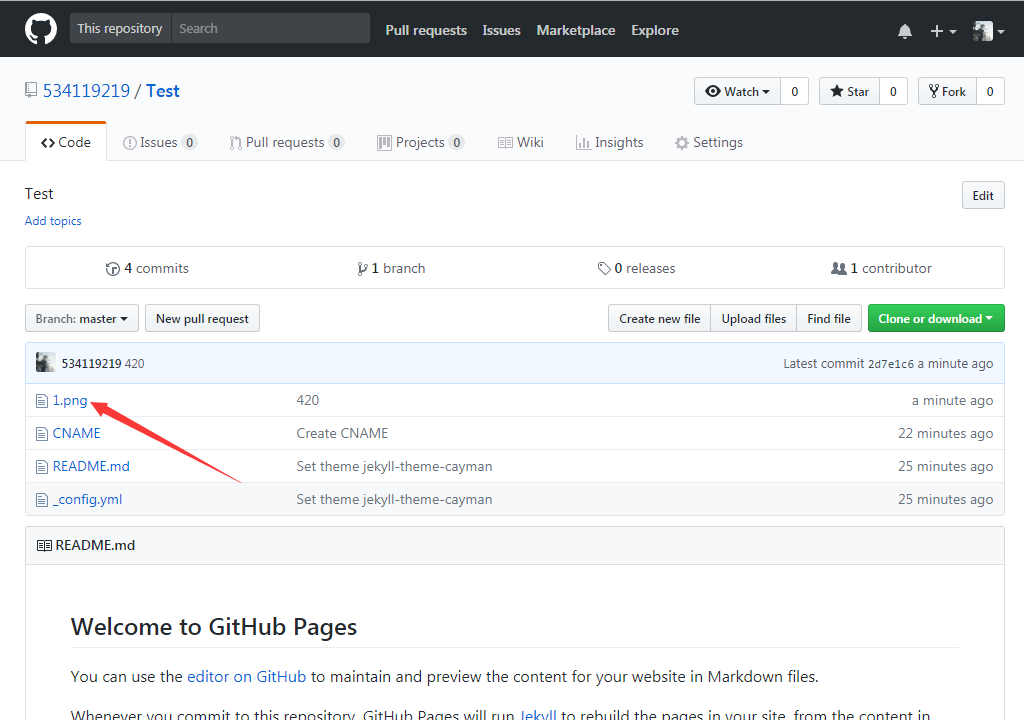 This repository Search Pull requests Issues Marketplace Explore
534119219 / Test Watch 0 Star 0 Fork 0
Code Issues 0 Pull requests 0 Projects 0 Wiki Insights Settings
Test Edit
Add topics
4 commits 1 branch 0 releases 1 contributor
Branch: master New pull request Create new file Upload files Find file Clone or download
534119219 420 Latest commit 2d7e1c6 a minute ago
1.png 420 a minute ago
CNAME Create CNAME 22 minutes ago
README.md Set theme jekyll-theme-cayman 25 minutes ago
_config.yml Set theme jekyll-theme-cayman 25 minutes ago
README.md
Welcome to GitHub Pages
You can use the editor on GitHub to maintain and preview the content for your website in Markdown files.
Whenever you commit to this repository, GitHub Pages will run Jekyll to rebuild the pages in your site, from the content in